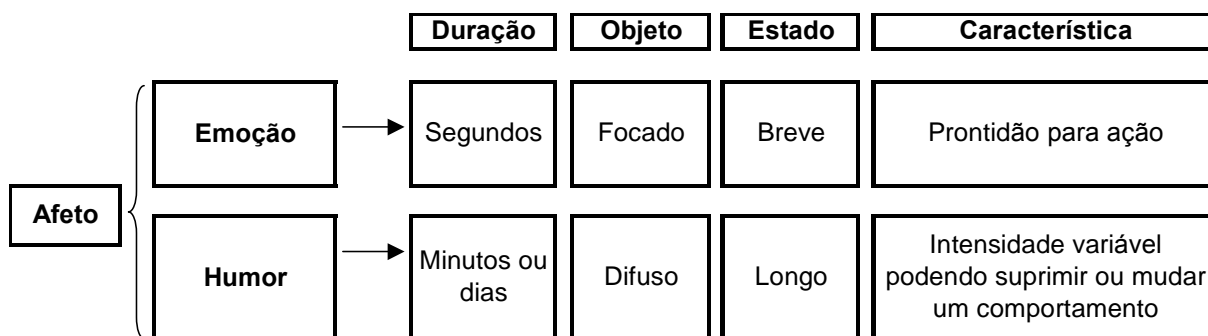 Duração Objeto Estado Característica
Emoção Segundos Focado Breve Prontidão para ação
Afeto
Humor
Minutos ou
dias
Difuso
Longo
Intensidade variável
podendo suprimir ou mudar
um comportamento